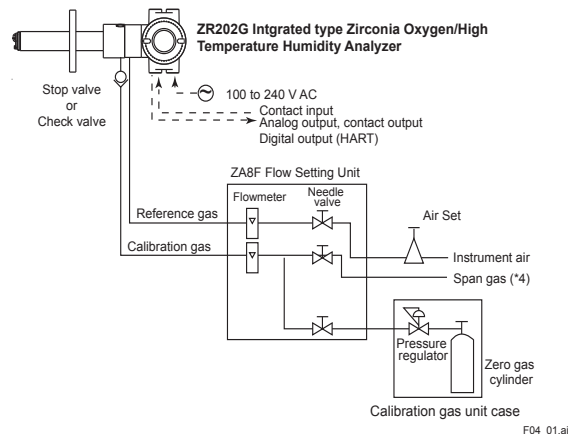 ZR202G Intgrated type Zirconia Oxygen/High
Temperature Humidity Analyzer
Stop valve
or
Check valve
100 to 240 V AC
Contact input
Analog output, contact output
Digital output (HART)
ZA8F Flow Setting Unit
Flowmeter
Needle
valve
Air Set
Reference gas
Calibration gas
Instrument air
Span gas (*4)
Pressure
regulator
Zero gas
cylinder
Calibration gas unit case
F04_01.ai